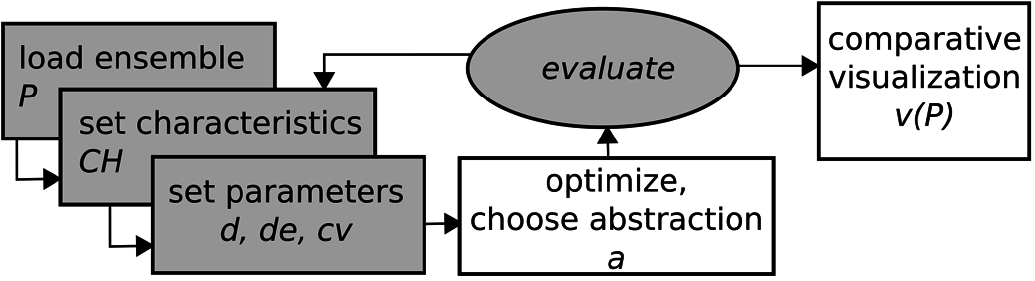 load ensemble
P
set characteristics
CH
set parameters
d, de, cv
optimize,
choose abstraction
a
evaluate
comparative
visualization
v(P)